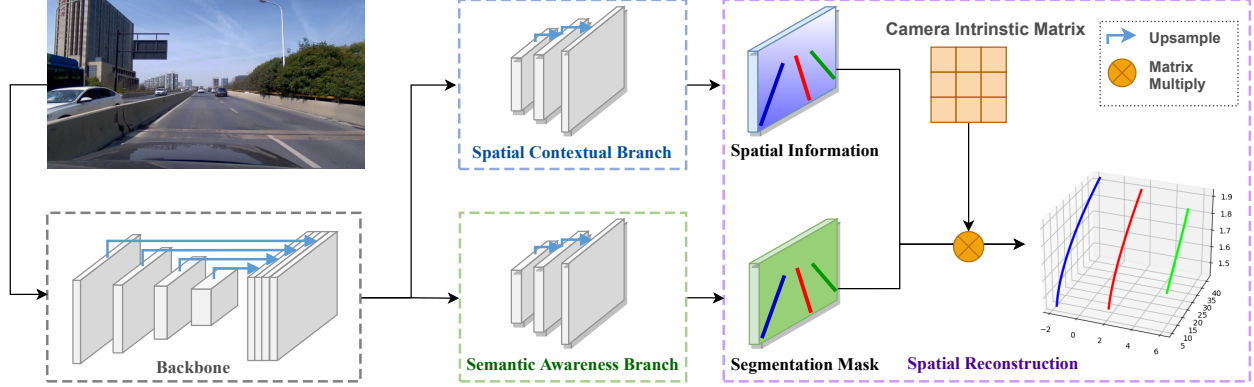 Camera Intrinstic Matrix
Upsample
Matrix
Multiply
Spatial Contextual Branch
Spatial Information
Backbone
Semantic Awareness Branch
Segmentation Mask
Spatial Reconstruction
1.9
1.8
1.7
1.6
1.5
40
35
30
25
20
15
10
5
−2
0
2
4
6